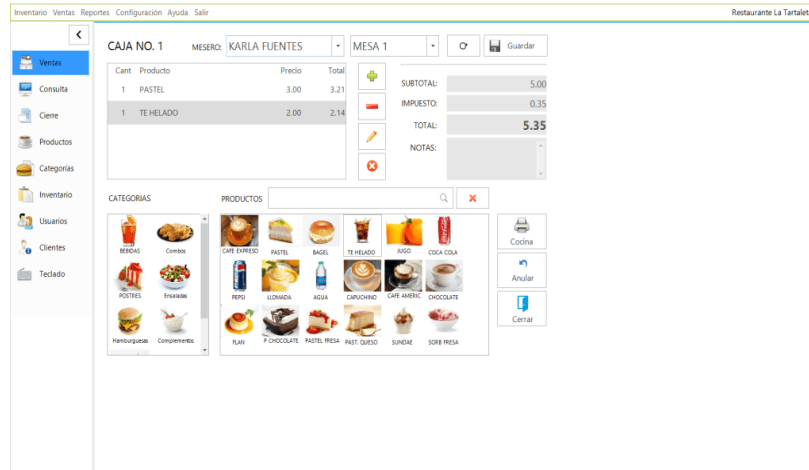 Inventario Ventas Reportes Configuración Ayuda Salir
Restaurante La Tartalet
CAJA NO. 1 MESERO: KARLA FUENTES MESA 1 Guardar
Ventas
Consulta
Cierre
Productos
Categorías
Inventario
Usuarios
Clientes
Teclado
Cant Producto Precio Total
1 PASTEL 3.00 3.21
1 TE HELADO 2.00 2.14
SUBTOTAL: 5.00
IMPUESTO: 0.35
TOTAL: 5.35
NOTAS:
CATEGORIAS
BEBIDAS Combos
POSTRES Ensaladas
Hamburguesas Complementos
PRODUCTOS
CAFE EXPRESO PASTEL BAGEL TE HELADO JUGO COCA COLA
PEPSI LLOMADA AGUA CAPUCHINO CAFE AMERIC CHOCOLATE
FLAN P CHOCOLATE PASTEL FRESA PAST. QUESO SUNDAE SORB FRESA
Cocina
Anular
Cerrar